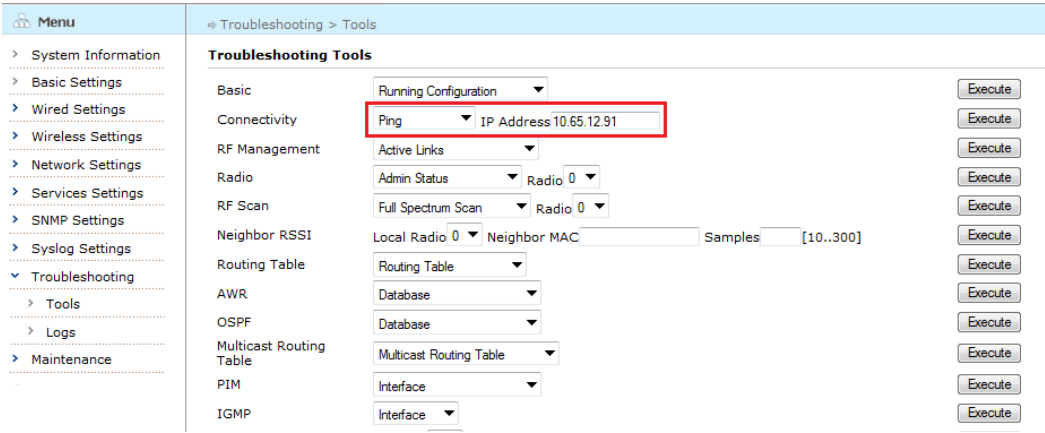 Menu
Troubleshooting > Tools
> System Information
> Basic Settings
> Wired Settings
> Wireless Settings
> Network Settings
> Services Settings
> SNMP Settings
> Syslog Settings
Troubleshooting
> Tools
> Logs
> Maintenance
Troubleshooting Tools
Basic Running Configuration Execute
Connectivity Ping IP Address 10.65.12.91 Execute
RF Management Active Links Execute
Radio Admin Status Radio 0 Execute
RF Scan Full Spectrum Scan Radio 0 Execute
Neighbor RSSI Local Radio 0 Neighbor MAC Samples [10..300] Execute
Routing Table Routing Table Execute
AWR Database Execute
OSPF Database Execute
Multicast Routing
Table Multicast Routing Table Execute
PIM Interface Execute
IGMP Interface Execute